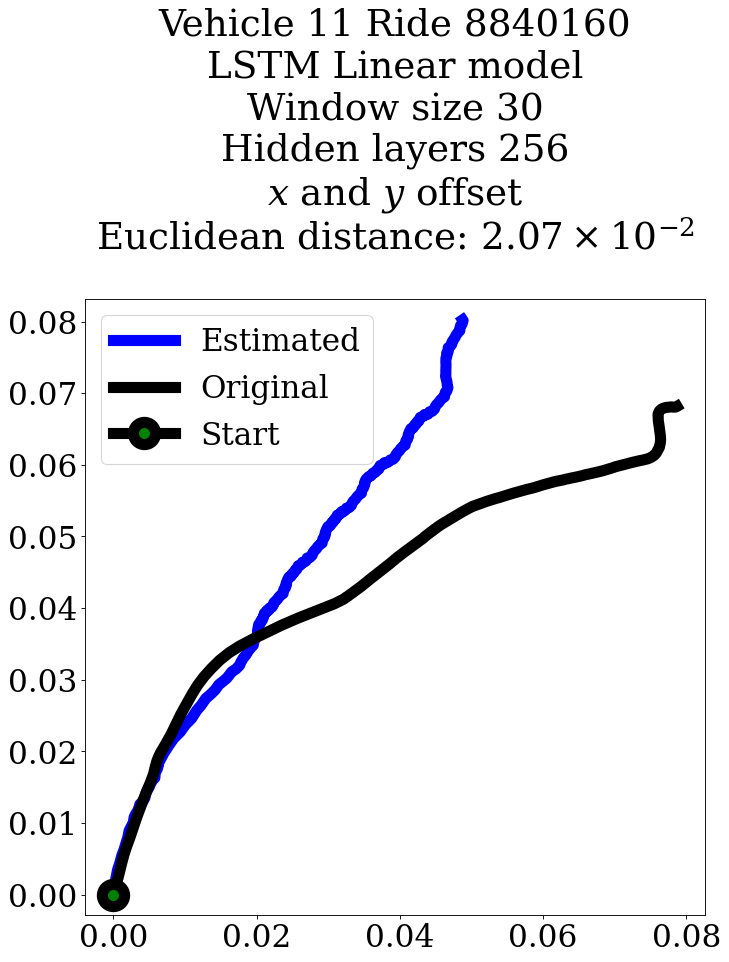 Vehicle 11 Ride 8840160
LSTM Linear model
Window size 30
Hidden layers 256
x and y offset
Euclidean distance: 2.07 × 10⁻²
Estimated
Original
Start
0.08
0.07
0.06
0.05
0.04
0.03
0.02
0.01
0.00
0.00 0.02 0.04 0.06 0.08